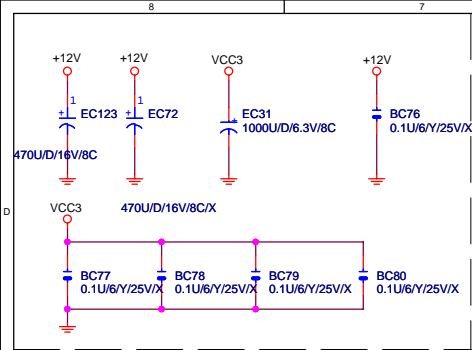 8 7
+12V +12V VCC3 +12V
1 1
EC123 EC72 EC31 BC76
1000U/D/6.3V/8C 0.1U/6/Y/25V/X
470U/D/16V/8C
D
VCC3 470U/D/16V/8C/X
BC77 BC78 BC79 BC80
0.1U/6/Y/25V/X 0.1U/6/Y/25V/X 0.1U/6/Y/25V/X 0.1U/6/Y/25V/X